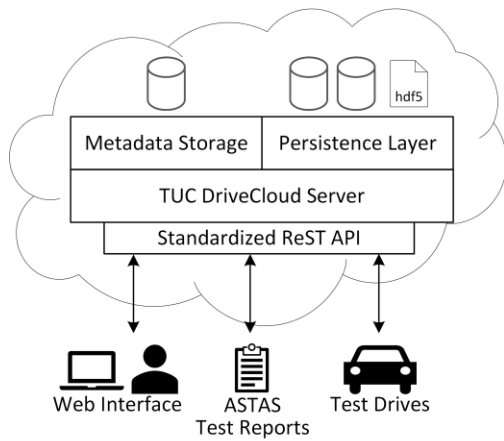 hdf5
Metadata Storage
Persistence Layer
TUC DriveCloud Server
Standardized ReST API
Web Interface
ASTAS
Test Reports
Test Drives